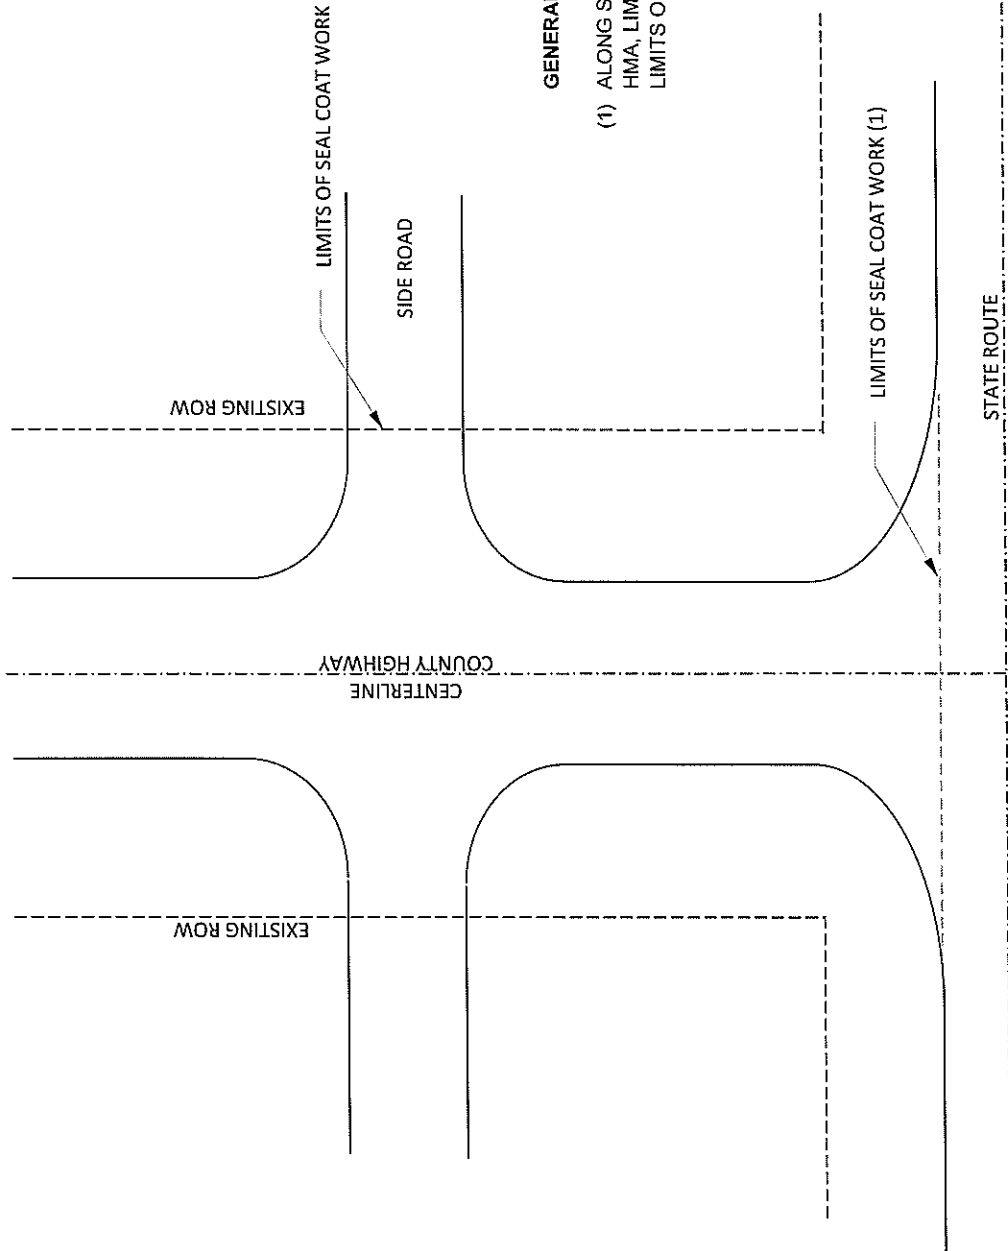 LIMITS OF SEAL COAT WORK
SIDE ROAD
EXISTING ROW
COUNTY HGIHWAY
CENTERLINE
EXISTING ROW
GENERA
(1) ALONG S
HMA, LIM
LIMITS O
LIMITS OF SEAL COAT WORK (1)
STATE ROUTE